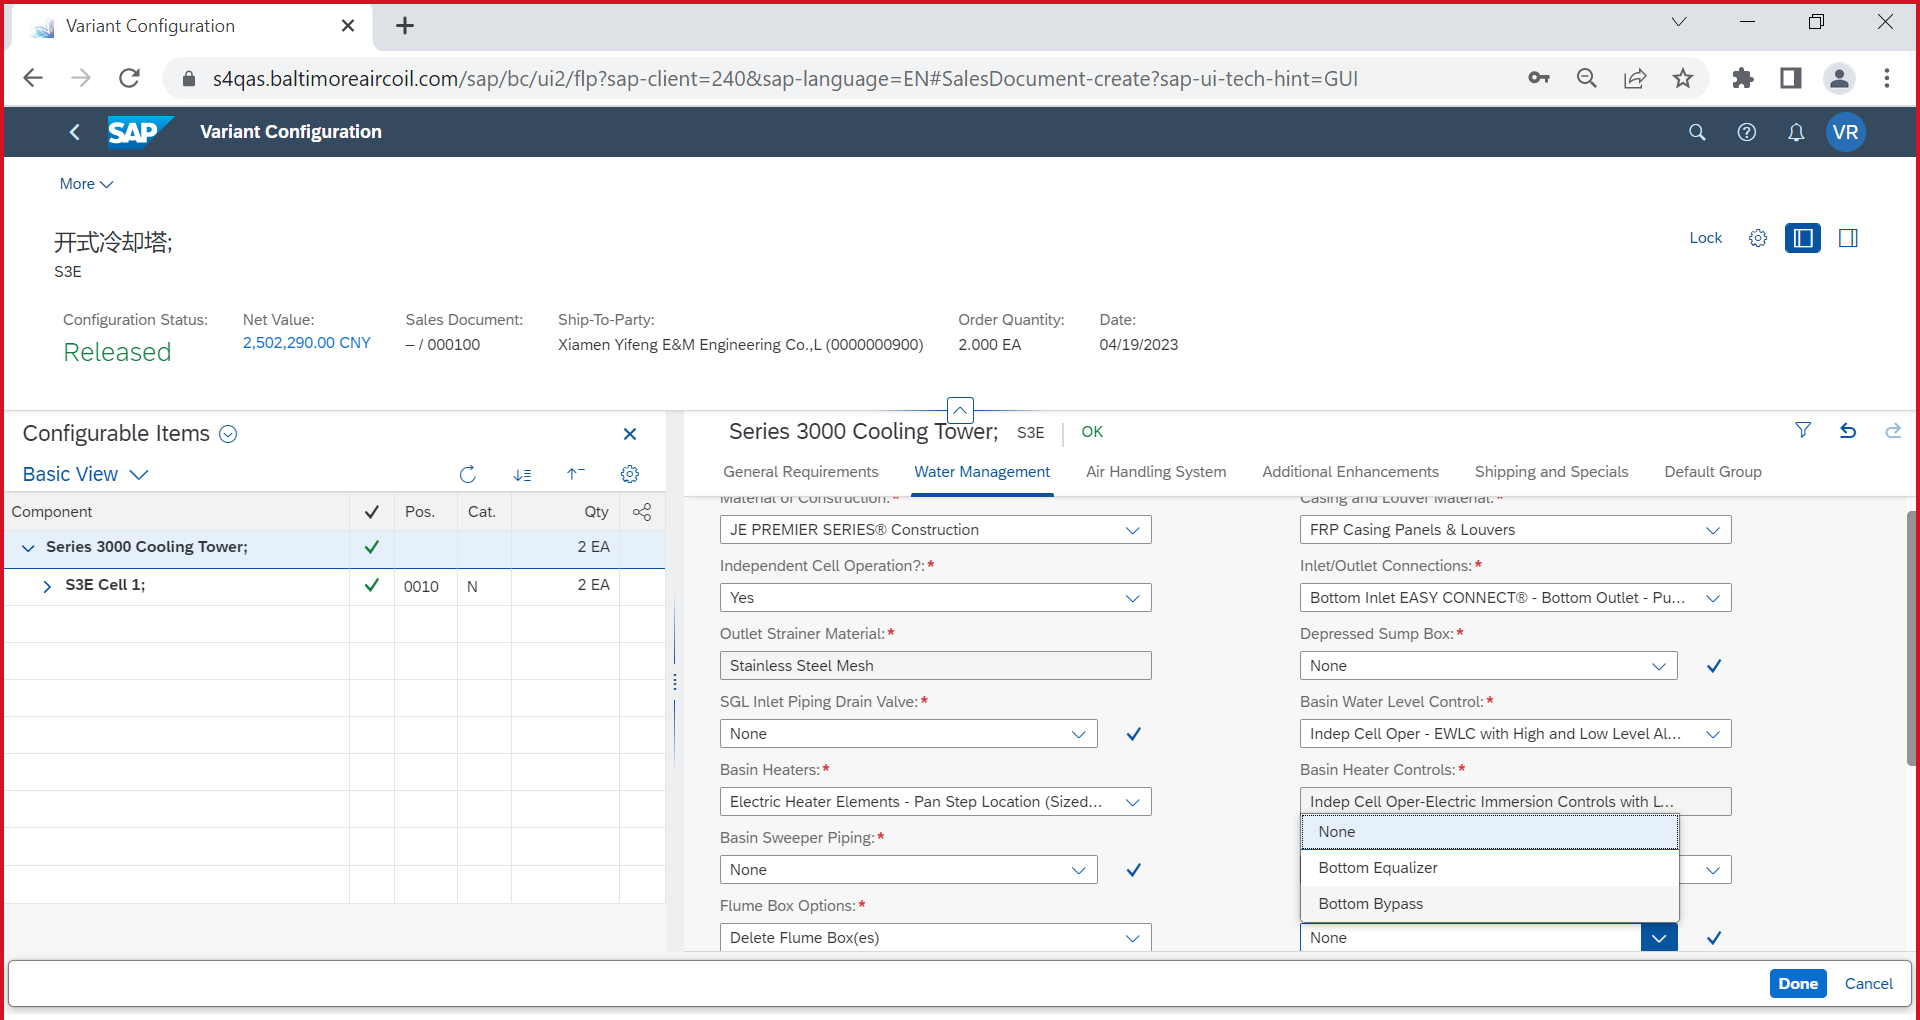 Variant Configuration
s4qas.baltimoreaircoil.com/sap/bc/ui2/flp?sap-client=240&sap-language=EN#SalesDocument-create?sap-ui-tech-hint=GUI
SAP Variant Configuration VR
More
开式冷却塔;
S3E
Lock
Configuration Status: Net Value: Sales Document: Ship-To-Party: Order Quantity: Date:
Released 2,502,290.00 CNY – / 000100 Xiamen Yifeng E&M Engineering Co.,L (0000000900) 2.000 EA 04/19/2023
Configurable Items
Basic View
Component Pos. Cat. Qty
Series 3000 Cooling Tower; 2 EA
S3E Cell 1; 0010 N 2 EA
Series 3000 Cooling Tower; S3E OK
General Requirements Water Management Air Handling System Additional Enhancements Shipping and Specials Default Group
Material of Construction:* Casing and Louver Material:*
JE PREMIER SERIES® Construction FRP Casing Panels & Louvers
Independent Cell Operation?:* Inlet/Outlet Connections:*
Yes Bottom Inlet EASY CONNECT® - Bottom Outlet - Pu...
Outlet Strainer Material:* Depressed Sump Box:*
Stainless Steel Mesh None
SGL Inlet Piping Drain Valve:* Basin Water Level Control:*
None Indep Cell Oper - EWLC with High and Low Level Al...
Basin Heaters:* Basin Heater Controls:*
Electric Heater Elements - Pan Step Location (Sized... Indep Cell Oper-Electric Immersion Controls with L...
Basin Sweeper Piping:* None
None Bottom Equalizer
Flume Box Options:* Bottom Bypass
Delete Flume Box(es) None
Done Cancel